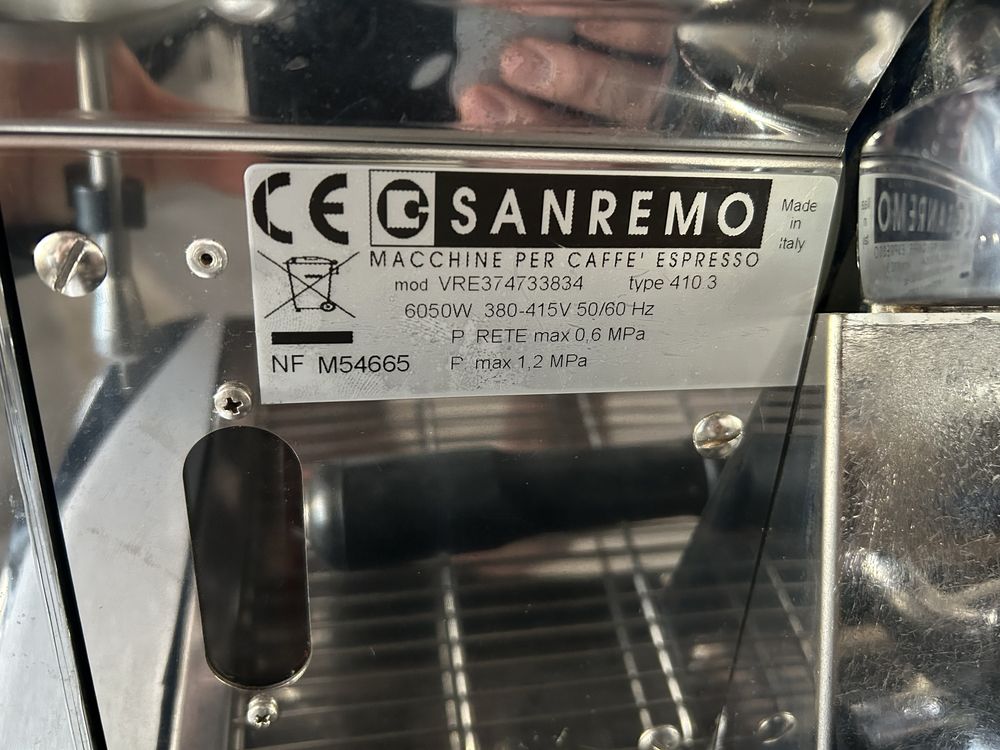 CE SANREMO
Made
in
Italy
MACCHINE PER CAFFE' ESPRESSO
mod VRE374733834 type 410 3
6050W 380-415V 50/60 Hz
P RETE max 0,6 MPa
NF M54665 P max 1,2 MPa
SANREMO